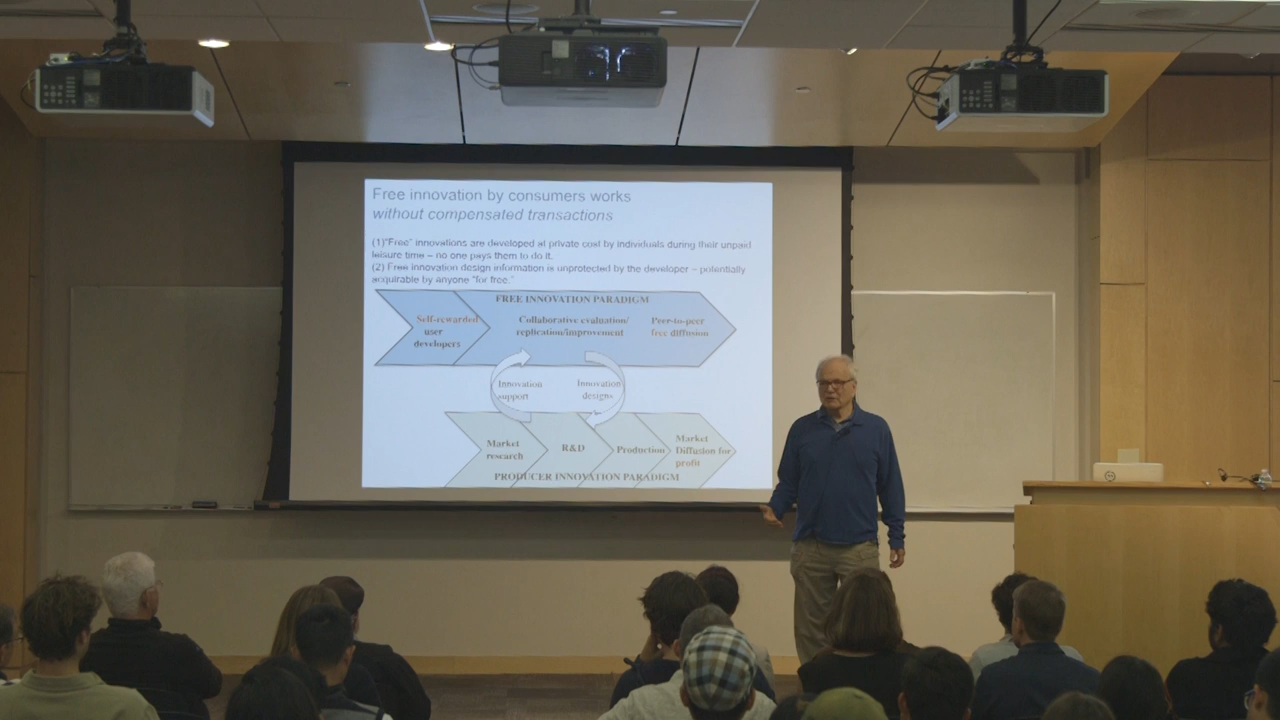 Free innovation by consumers works
without compensated transactions
(1)"Free" innovations are developed at private cost by individuals during their unpaid
leisure time – no one pays them to do it.
(2) Free innovation design information is unprotected by the developer – potentially
acquirable by anyone "for free."
FREE INNOVATION PARADIGM
Self-rewarded
user
developers
Collaborative evaluation/
replication/improvement
Peer-to-peer
free diffusion
Innovation
support
Innovation
designs
Market
research
R&D
Production
Market
Diffusion for
profit
PRODUCER INNOVATION PARADIGM